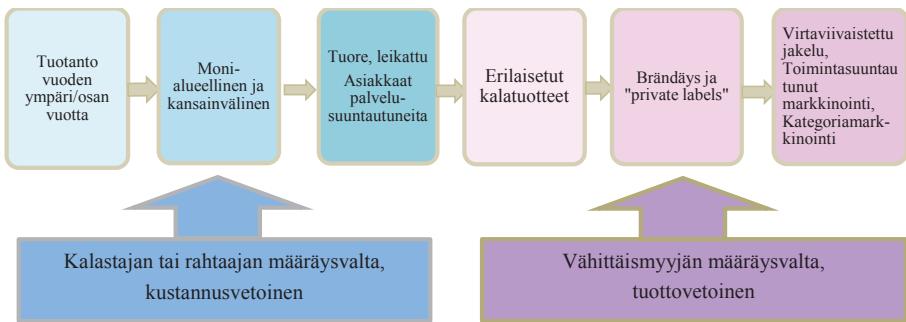 Tuotanto
vuoden
ympäri/osan
vuotta
Moni-
alueellinen ja
kansainvälinen
Tuore, leikattu
Asiakkaat
palvelu-
suuntautuneita
Erilaisetut
kalatuotteet
Brändäys ja
"private labels"
Virtaviivaistettu
jakelu,
Toimintasuuntau
tunut
markkinointi,
Kategoriamark-
kinointi
Kalastajan tai rahtaajan määräysvalta,
kustannusvetoinen
Vähittäismyyjän määräysvalta,
tuottovetoinen